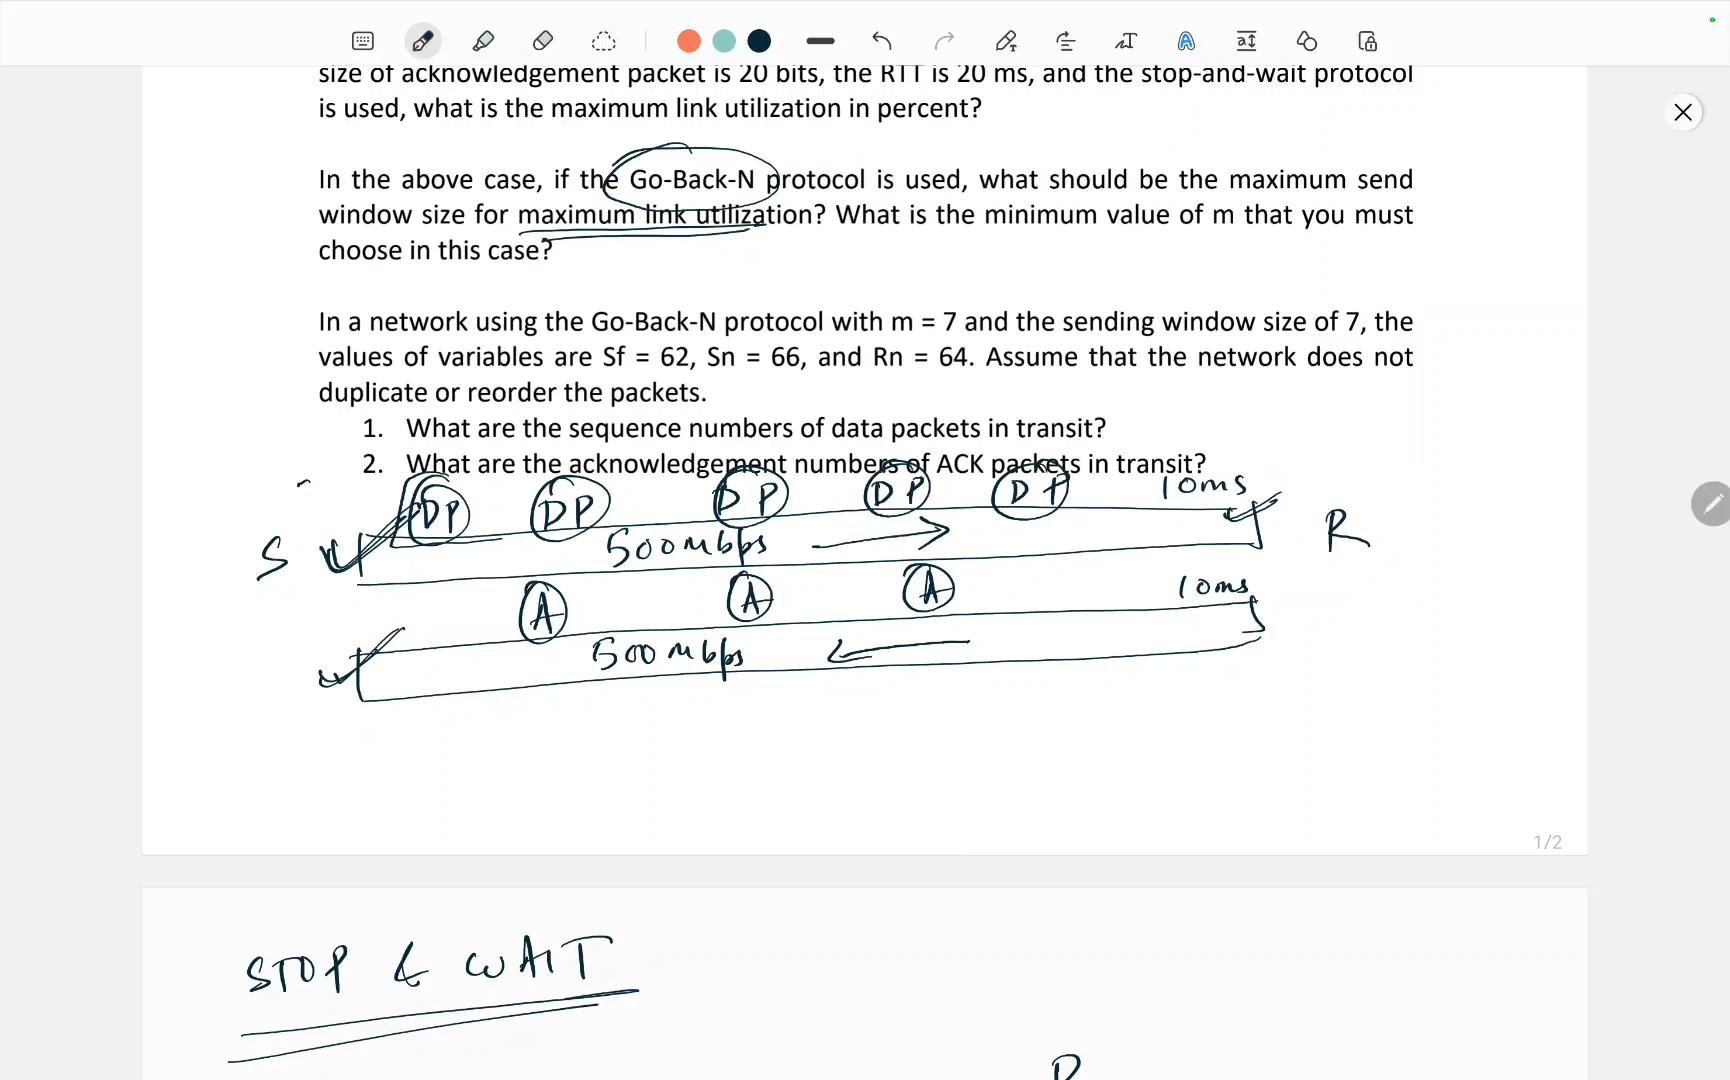 size of acknowledgement packet is 20 bits, the RTT is 20 ms, and the stop-and-wait protocol
is used, what is the maximum link utilization in percent?
In the above case, if the Go-Back-N protocol is used, what should be the maximum send
window size for maximum link utilization? What is the minimum value of m that you must
choose in this case?
In a network using the Go-Back-N protocol with m = 7 and the sending window size of 7, the
values of variables are Sf = 62, Sn = 66, and Rn = 64. Assume that the network does not
duplicate or reorder the packets.
1. What are the sequence numbers of data packets in transit?
2. What are the acknowledgement numbers of ACK packets in transit?
DP DP DP DP DP 10ms
S 500Mbps R
A A A 10ms
500Mbps
1/2
STOP & WAIT